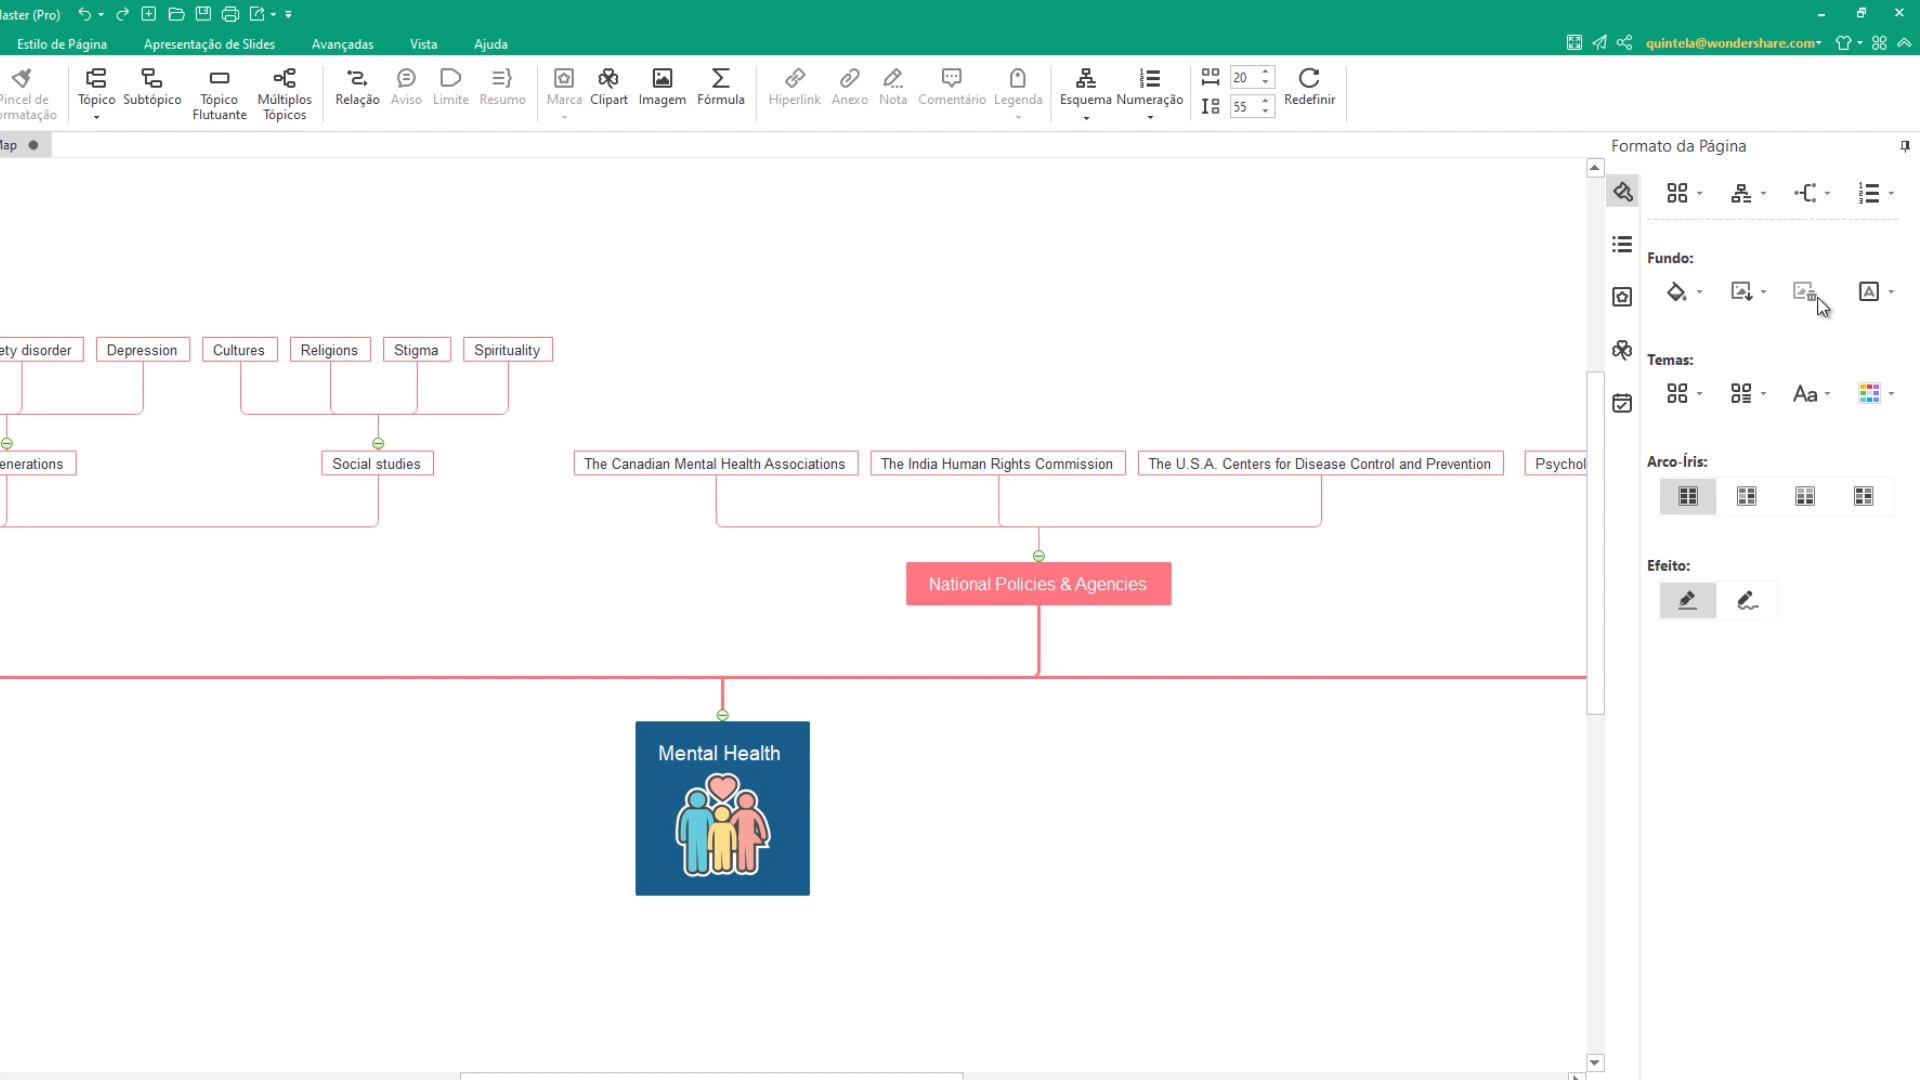 laster (Pro)
Estilo de Página Apresentação de Slides Avançadas Vista Ajuda quintela@wondershare.com
Pincel de
ormatação
Tópico Subtópico Tópico
Flutuante
Múltiplos
Tópicos
Relação Aviso Limite Resumo Marca Clipart Imagem Fórmula Hiperlink Anexo Nota Comentário Legenda Esquema Numeração 20 Redefinir
55
Map
Formato da Página
Fundo:
Temas:
Aa
Arco-Íris:
Efeito:
ety disorder Depression Cultures Religions Stigma Spirituality
enerations Social studies The Canadian Mental Health Associations The India Human Rights Commission The U.S.A. Centers for Disease Control and Prevention Psychol
National Policies & Agencies
Mental Health